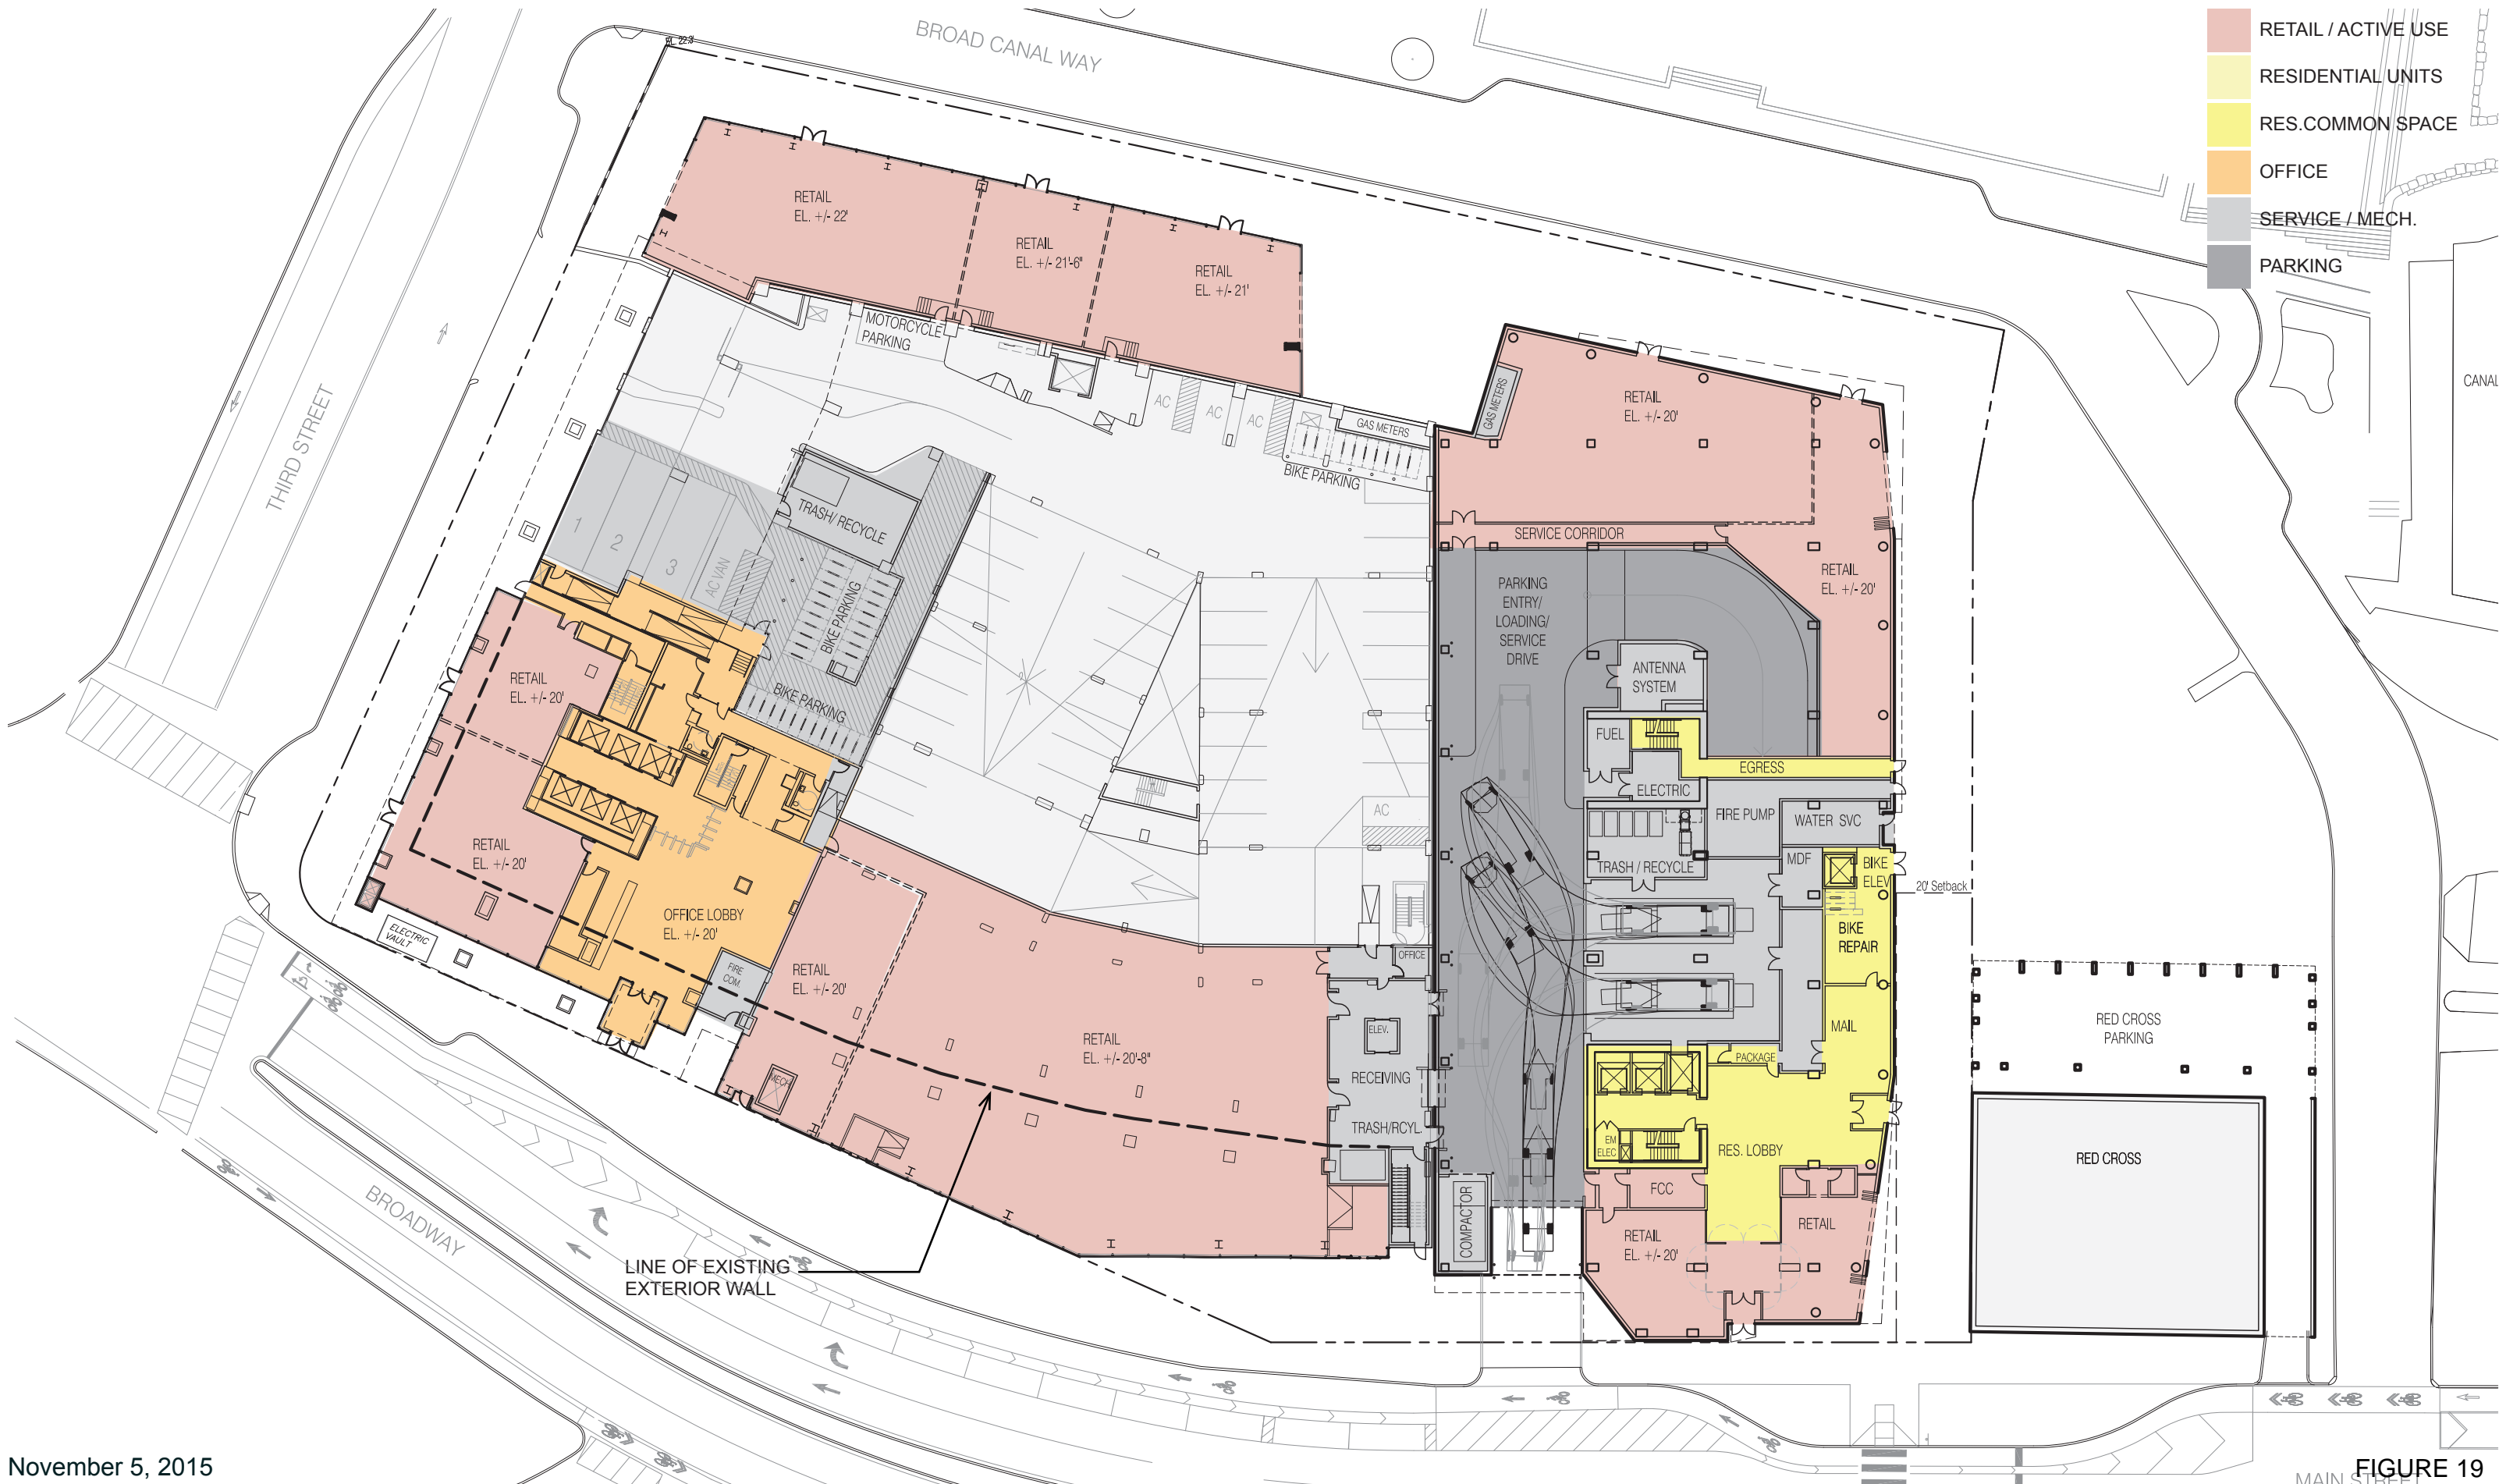 BROAD CANAL WAY
EL. 22.3'
RETAIL / ACTIVE USE
RESIDENTIAL UNITS
RES.COMMON SPACE
OFFICE
SERVICE / MECH.
PARKING
CANAL
THIRD STREET
RETAIL
EL. +/- 22'
RETAIL
EL. +/- 21'-6"
RETAIL
EL. +/- 21'
MOTORCYCLE
PARKING
AC
AC
AC
GAS METERS
BIKE PARKING
GAS METERS
RETAIL
EL. +/- 20'
SERVICE CORRIDOR
RETAIL
EL. +/- 20'
PARKING
ENTRY/
LOADING/
SERVICE
DRIVE
ANTENNA
SYSTEM
FUEL
ELECTRIC
EGRESS
FIRE PUMP
WATER SVC
TRASH / RECYCLE
MDF
BIKE
ELEV
BIKE
REPAIR
20' Setback
MAIL
PACKAGE
EM
ELEC
RES. LOBBY
FCC
RETAIL
EL. +/- 20'
RETAIL
COMPACTOR
1
2
3
AC VAN
TRASH/ RECYCLE
BIKE PARKING
BIKE PARKING
RETAIL
EL. +/- 20'
RETAIL
EL. +/- 20'
OFFICE LOBBY
EL. +/- 20'
FIRE
COM.
ELECTRIC
VAULT
RETAIL
EL. +/- 20'
MECH
RETAIL
EL. +/- 20'-8"
AC
OFFICE
ELEV.
RECEIVING
TRASH/RCYL.
RED CROSS
PARKING
RED CROSS
LINE OF EXISTING
EXTERIOR WALL
BROADWAY
November 5, 2015
MAIN STREET
FIGURE 19